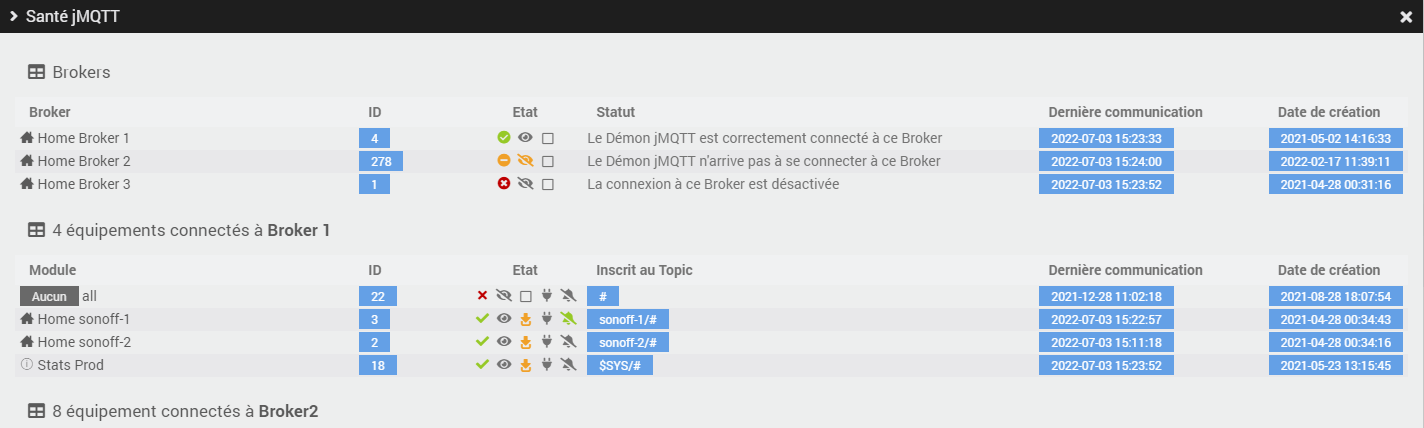 Santé jMQTT
Brokers
Broker ID Etat Statut Dernière communication Date de création
Home Broker 1 4 Le Démon jMQTT est correctement connecté à ce Broker 2022-07-03 15:23:33 2021-05-02 14:16:33
Home Broker 2 278 Le Démon jMQTT n'arrive pas à se connecter à ce Broker 2022-07-03 15:24:00 2022-02-17 11:39:11
Home Broker 3 1 La connexion à ce Broker est désactivée 2022-07-03 15:23:52 2021-04-28 00:31:16
4 équipements connectés à Broker 1
Module ID Etat Inscrit au Topic Dernière communication Date de création
Aucun all 22 # 2021-12-28 11:02:18 2021-08-28 18:07:54
Home sonoff-1 3 sonoff-1/# 2022-07-03 15:22:57 2021-04-28 00:34:43
Home sonoff-2 2 sonoff-2/# 2022-07-03 15:11:18 2021-04-28 00:34:16
Stats Prod 18 $SYS/# 2022-07-03 15:23:52 2021-05-23 13:15:45
8 équipement connectés à Broker2